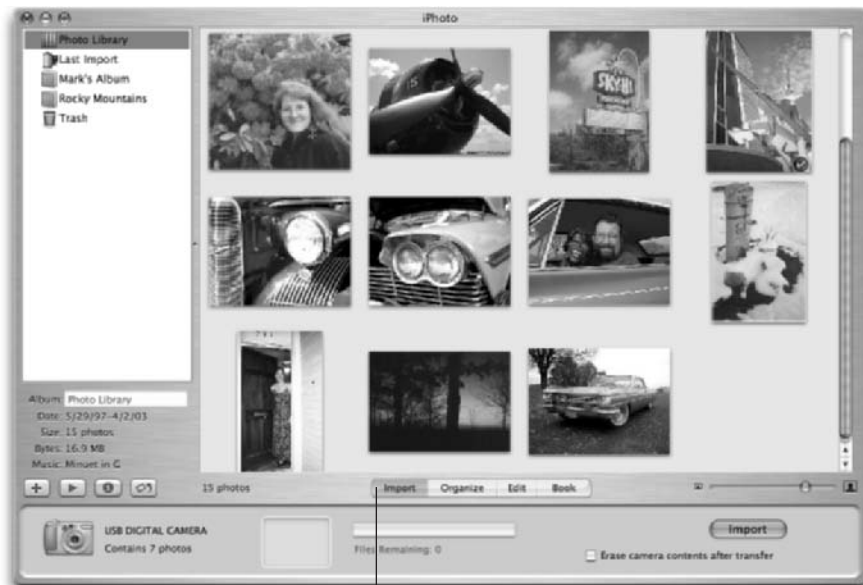 iPhoto
Photo Library
Last Import
Mark's Album
Rocky Mountains
Trash
SKY-HI
Album: Photo Library
Date: 5/29/97-4/2/03
Size: 15 photos
Bytes: 16.9 MB
Music: Minuet in G
15 photos
Import Organize Edit Book
USB DIGITAL CAMERA
Contains 7 photos
Files Remaining: 0
Import
Erase camera contents after transfer